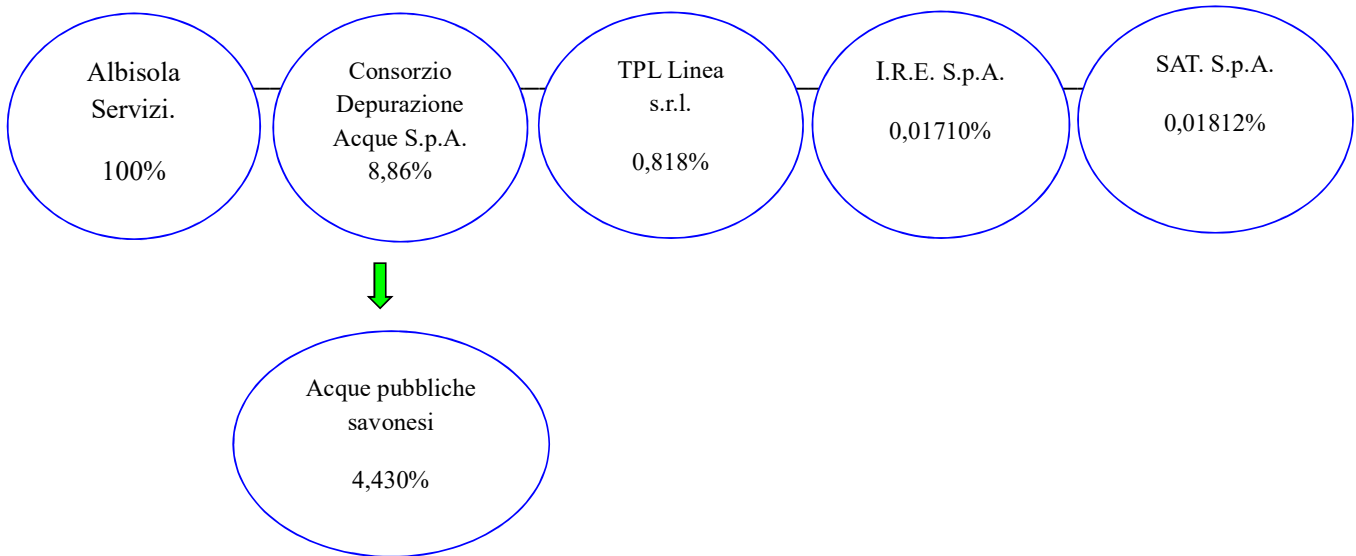 Albisola
Servizi.
100%
Consorzio
Depurazione
Acque S.p.A.
8,86%
TPL Linea
s.r.l.
0,818%
I.R.E. S.p.A.
0,01710%
SAT. S.p.A.
0,01812%
Acque pubbliche
savonesi
4,430%